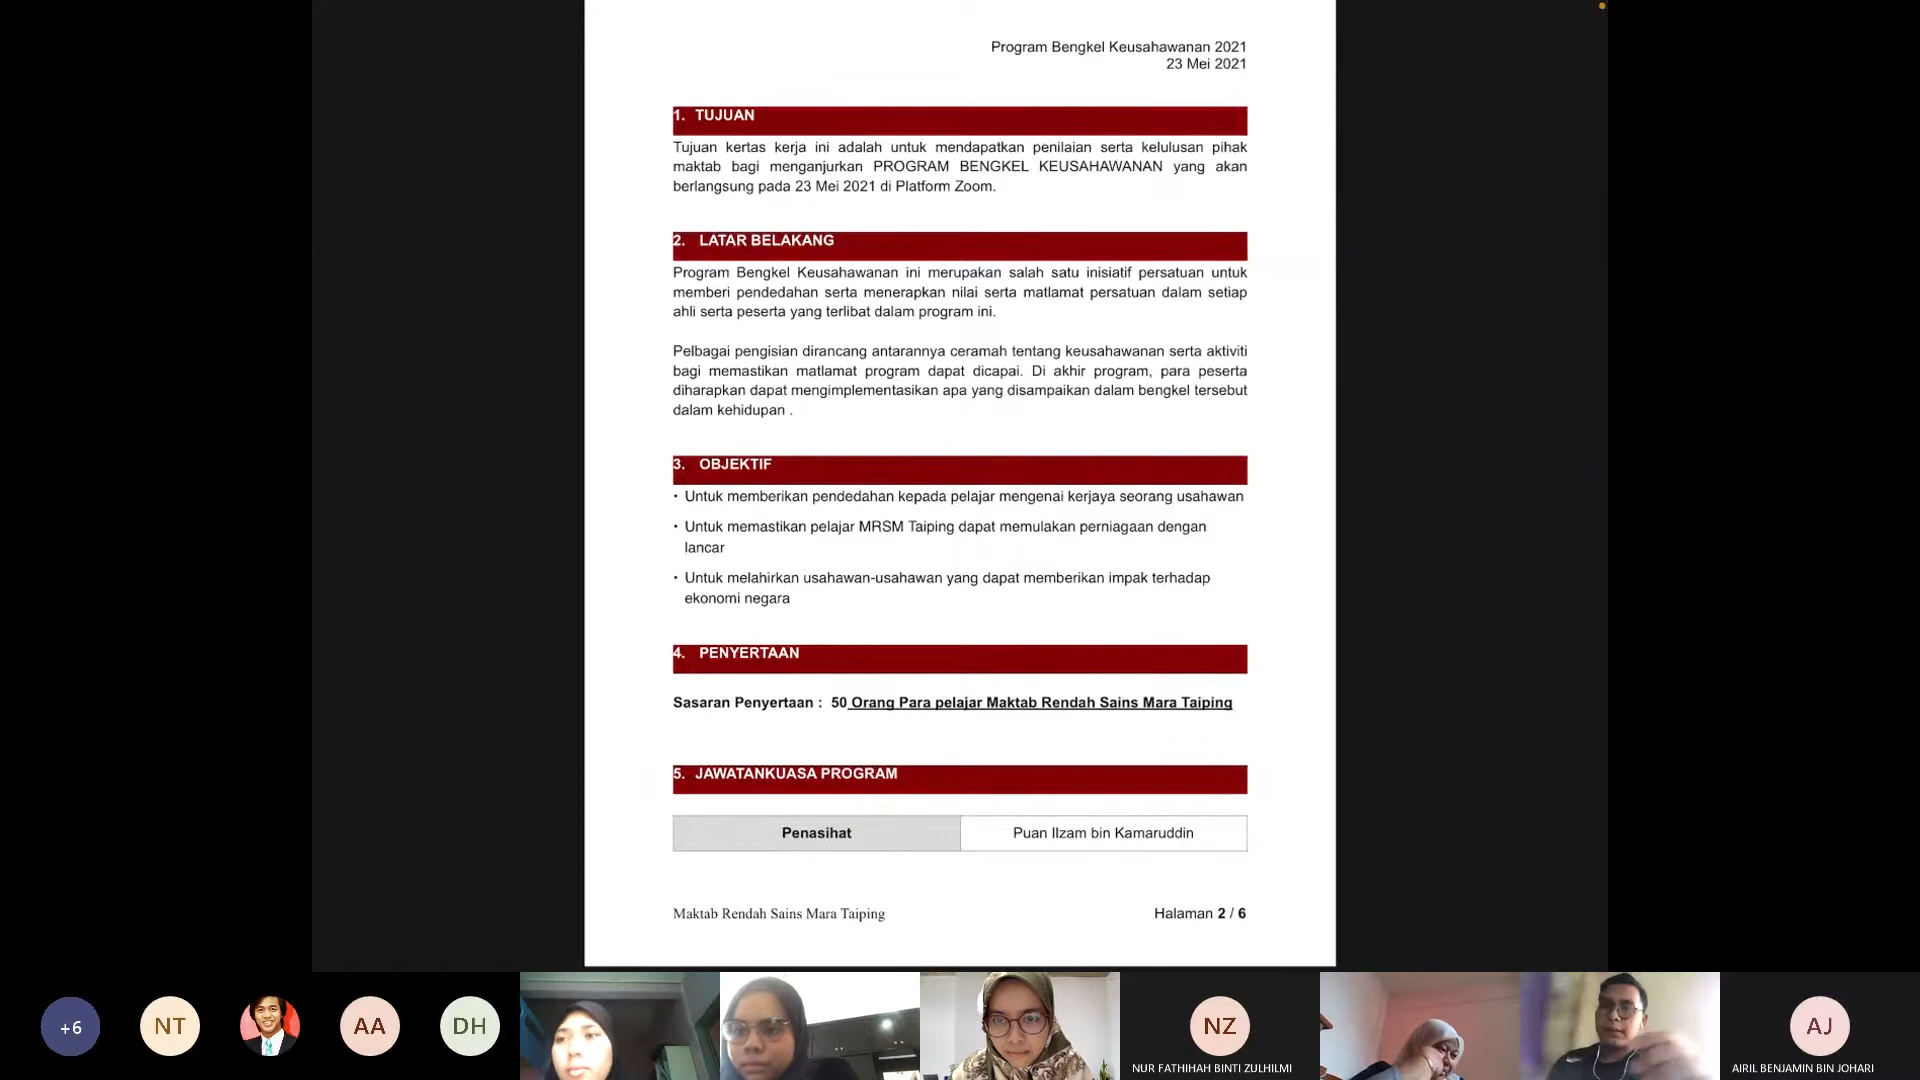 Program Bengkel Keusahawanan 2021
23 Mei 2021
1. TUJUAN
Tujuan kertas kerja ini adalah untuk mendapatkan penilaian serta kelulusan pihak
maktab bagi menganjurkan PROGRAM BENGKEL KEUSAHAWANAN yang akan
berlangsung pada 23 Mei 2021 di Platform Zoom.
2. LATAR BELAKANG
Program Bengkel Keusahawanan ini merupakan salah satu inisiatif persatuan untuk
memberi pendedahan serta menerapkan nilai serta matlamat persatuan dalam setiap
ahli serta peserta yang terlibat dalam program ini.
Pelbagai pengisian dirancang antarannya ceramah tentang keusahawanan serta aktiviti
bagi memastikan matlamat program dapat dicapai. Di akhir program, para peserta
diharapkan dapat mengimplementasikan apa yang disampaikan dalam bengkel tersebut
dalam kehidupan .
3. OBJEKTIF
• Untuk memberikan pendedahan kepada pelajar mengenai kerjaya seorang usahawan
• Untuk memastikan pelajar MRSM Taiping dapat memulakan perniagaan dengan
lancar
• Untuk melahirkan usahawan-usahawan yang dapat memberikan impak terhadap
ekonomi negara
4. PENYERTAAN
Sasaran Penyertaan : 50 Orang Para pelajar Maktab Rendah Sains Mara Taiping
5. JAWATANKUASA PROGRAM
Penasihat Puan Ilzam bin Kamaruddin
Maktab Rendah Sains Mara Taiping Halaman 2 / 6
+6 NT AA DH NZ AJ
NUR FATHIHAH BINTI ZULHILMI AIRIL BENJAMIN BIN JOHARI